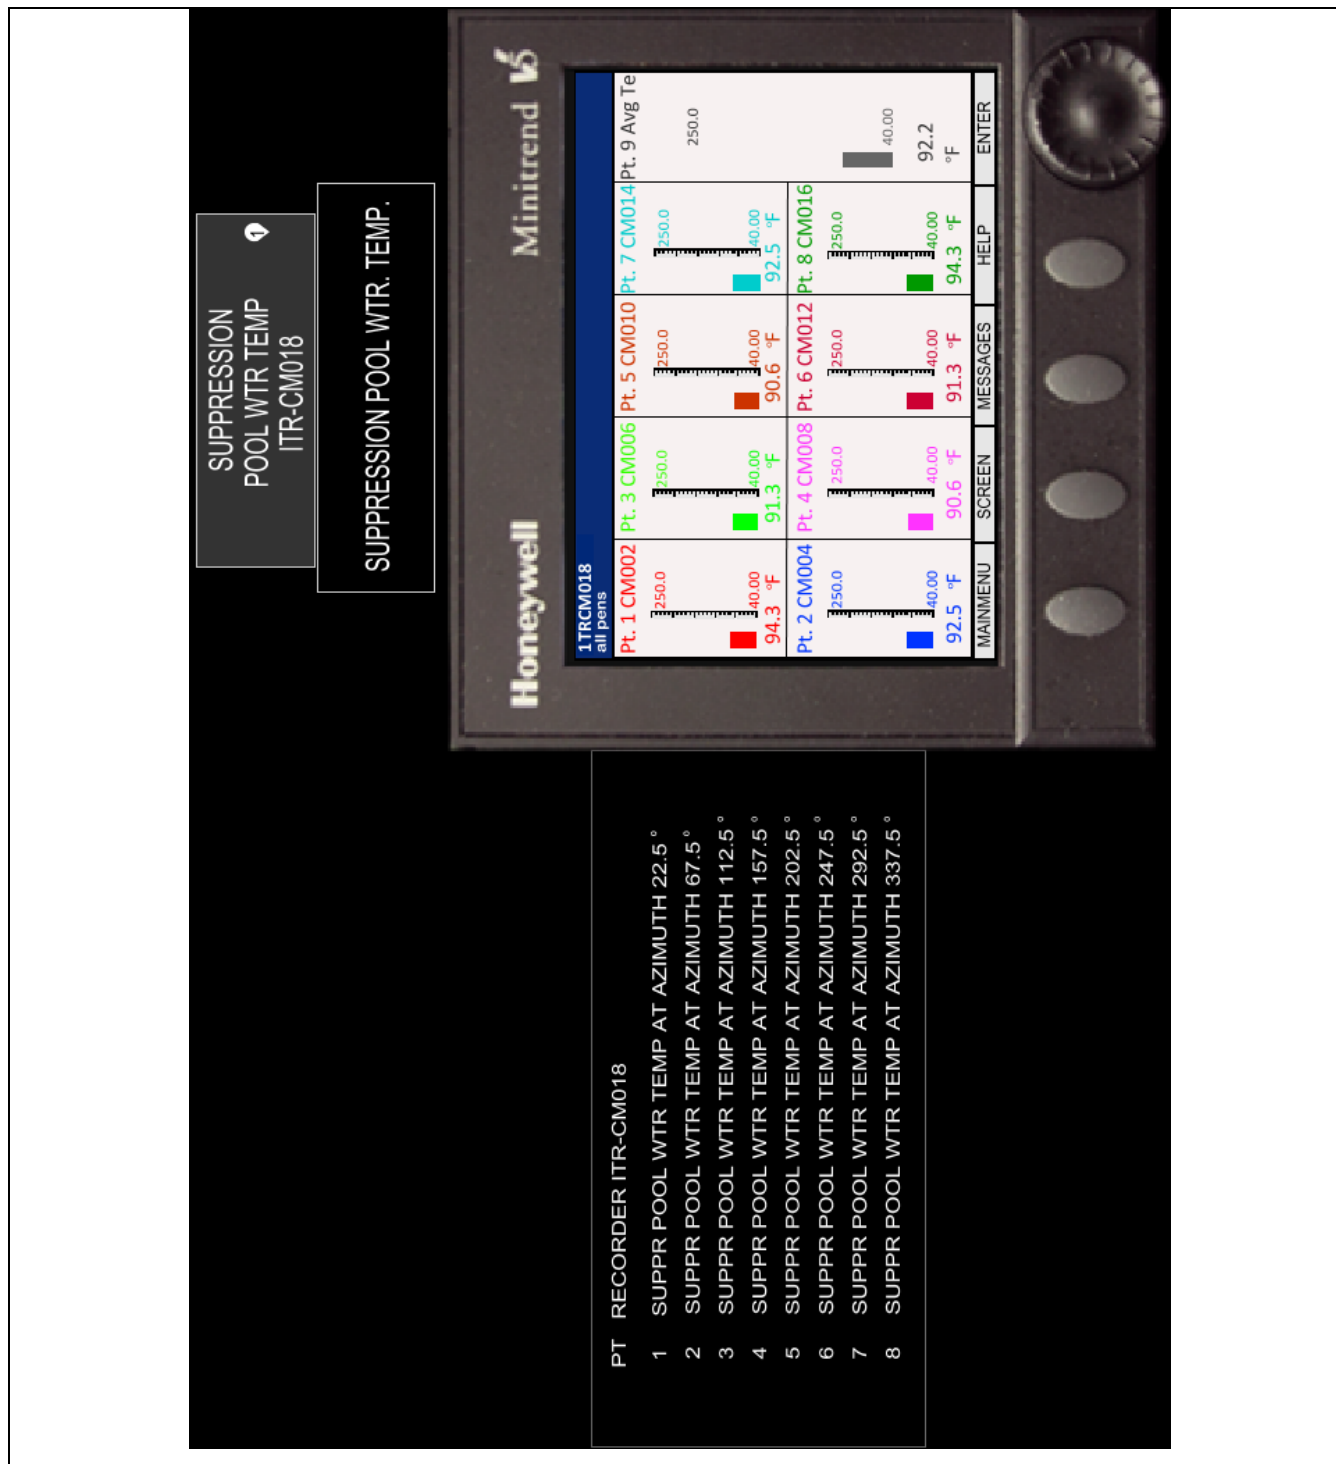 SUPPRESSION
POOL WTR TEMP
ITR-CM018
1
SUPPRESSION POOL WTR. TEMP.
Honeywell
Minitrend V5
1TRCM018
all pens
Pt. 1 CM002
250.0
40.00
94.3 °F
Pt. 3 CM006
250.0
40.00
91.3 °F
Pt. 5 CM010
250.0
40.00
90.6 °F
Pt. 7 CM014
250.0
40.00
92.5 °F
Pt. 9 Avg Te
250.0
40.00
92.2
°F
Pt. 2 CM004
250.0
40.00
92.5 °F
Pt. 4 CM008
250.0
40.00
90.6 °F
Pt. 6 CM012
250.0
40.00
91.3 °F
Pt. 8 CM016
250.0
40.00
94.3 °F
MAINMENU
SCREEN
MESSAGES
HELP
ENTER
PT RECORDER ITR-CM018
1 SUPPR POOL WTR TEMP AT AZIMUTH 22.5 °
2 SUPPR POOL WTR TEMP AT AZIMUTH 67.5 °
3 SUPPR POOL WTR TEMP AT AZIMUTH 112.5 °
4 SUPPR POOL WTR TEMP AT AZIMUTH 157.5 °
5 SUPPR POOL WTR TEMP AT AZIMUTH 202.5 °
6 SUPPR POOL WTR TEMP AT AZIMUTH 247.5 °
7 SUPPR POOL WTR TEMP AT AZIMUTH 292.5 °
8 SUPPR POOL WTR TEMP AT AZIMUTH 337.5 °